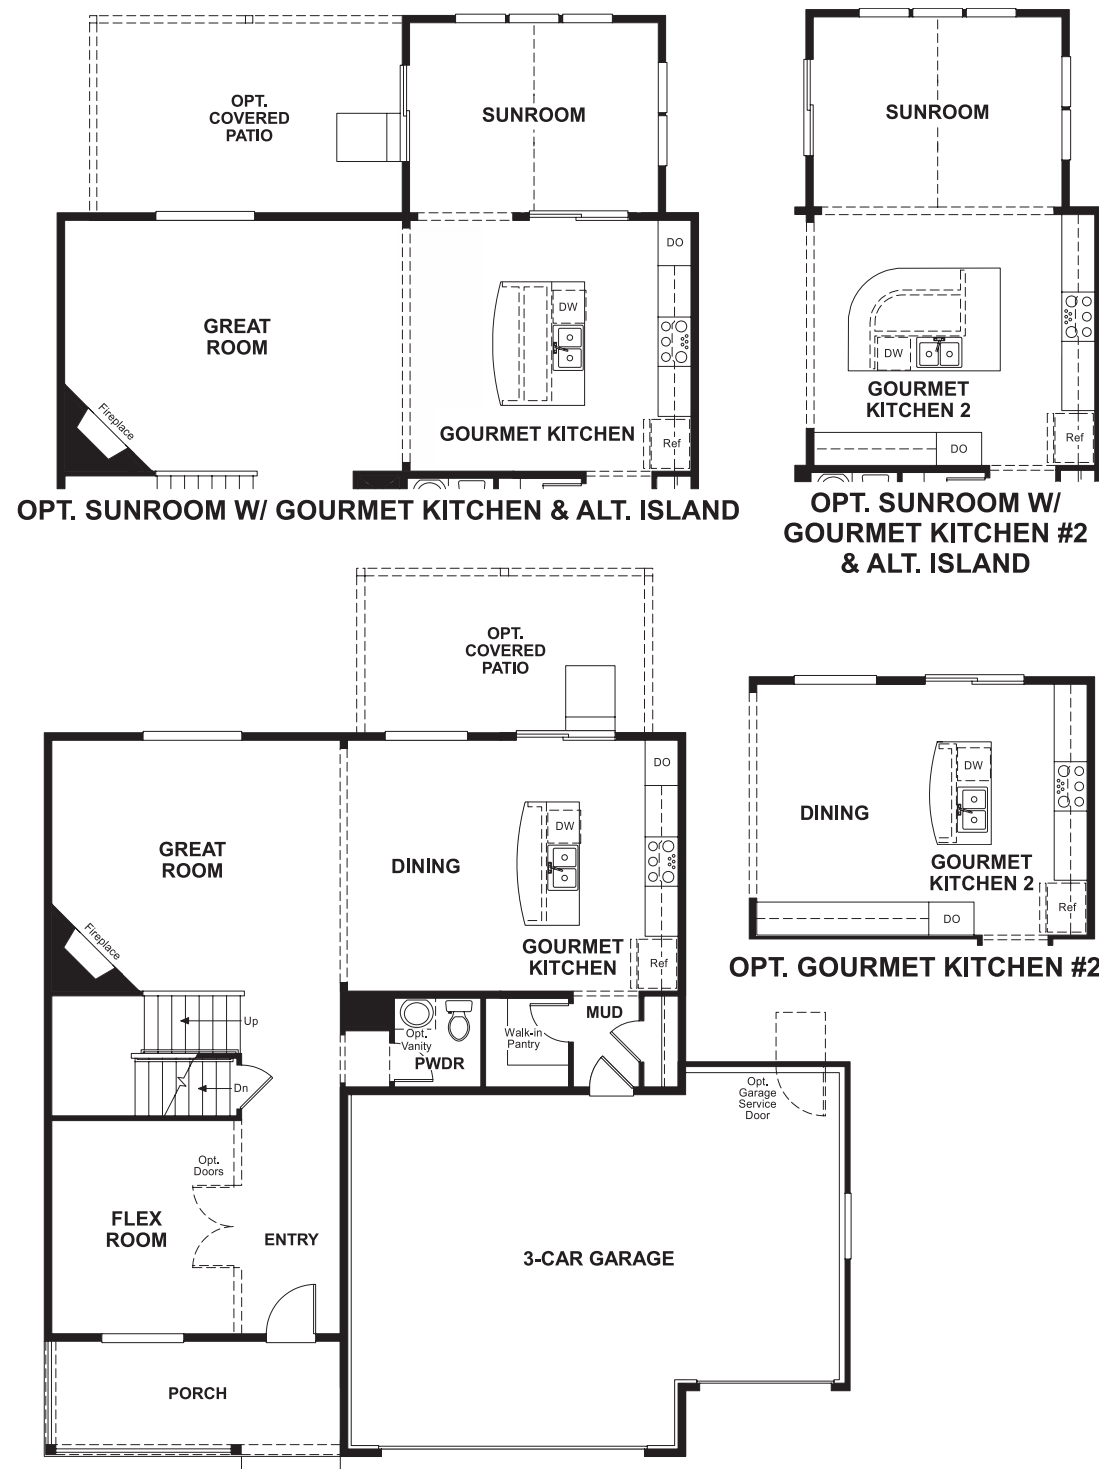 OPT.
COVERED
PATIO
SUNROOM
DO
GREAT
ROOM
DW
Fireplace
GOURMET KITCHEN
Ref
OPT. SUNROOM W/ GOURMET KITCHEN & ALT. ISLAND
SUNROOM
DW
GOURMET
KITCHEN 2
Ref
DO
OPT. SUNROOM W/
GOURMET KITCHEN #2
& ALT. ISLAND
OPT.
COVERED
PATIO
DO
GREAT
ROOM
DINING
DW
Fireplace
GOURMET
KITCHEN
Ref
Up
Dn
Opt.
Vanity
PWDR
Walk-in
Pantry
MUD
Opt.
Garage
Service
Door
Opt.
Doors
FLEX
ROOM
ENTRY
3-CAR GARAGE
PORCH
DW
DINING
GOURMET
KITCHEN 2
Ref
DO
OPT. GOURMET KITCHEN #2